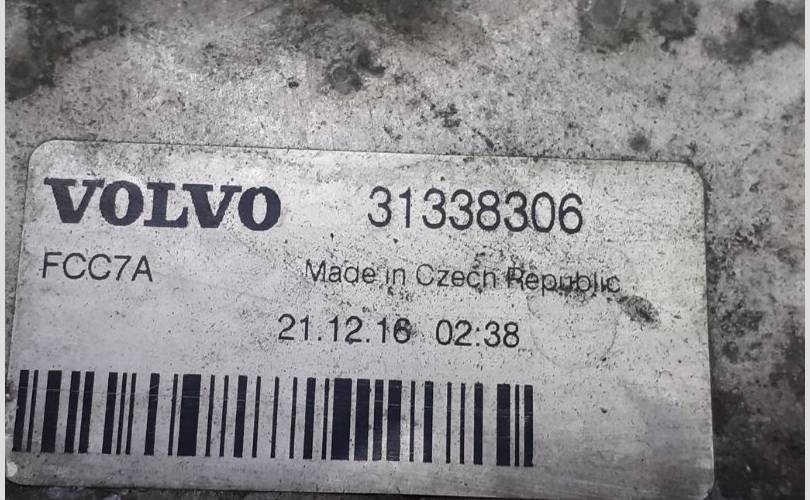 VOLVO 31338306
FCC7A Made in Czech Republic
21.12.16 02:38